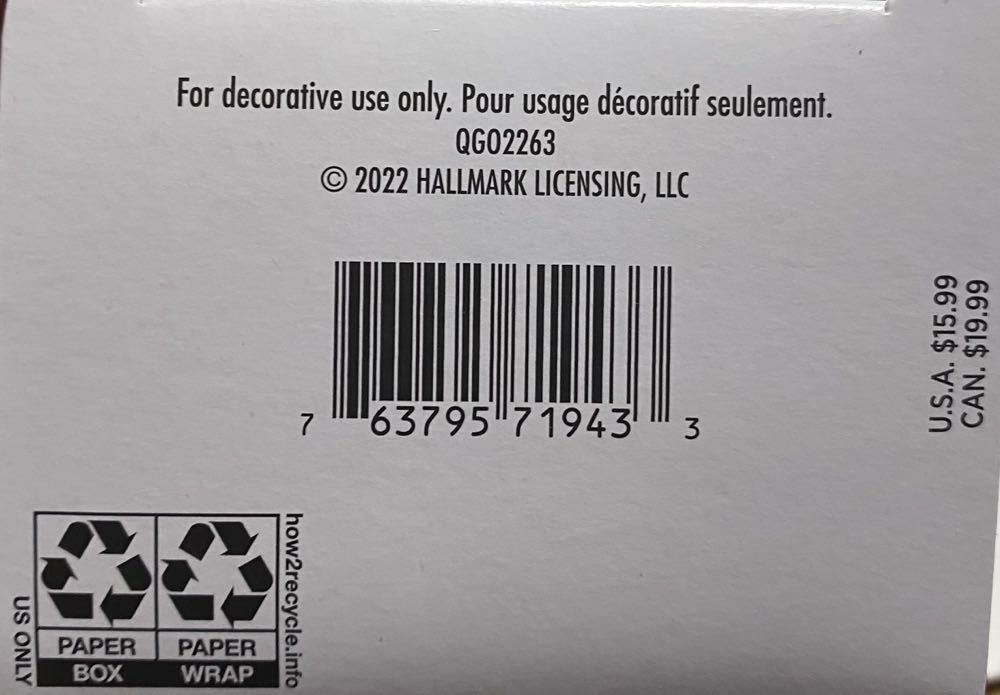 For decorative use only. Pour usage décoratif seulement.
QGO2263
© 2022 HALLMARK LICENSING, LLC
7 63795 71943 3
U.S.A. $15.99
CAN. $19.99
PAPER PAPER
BOX WRAP
US ONLY
how2recycle.info